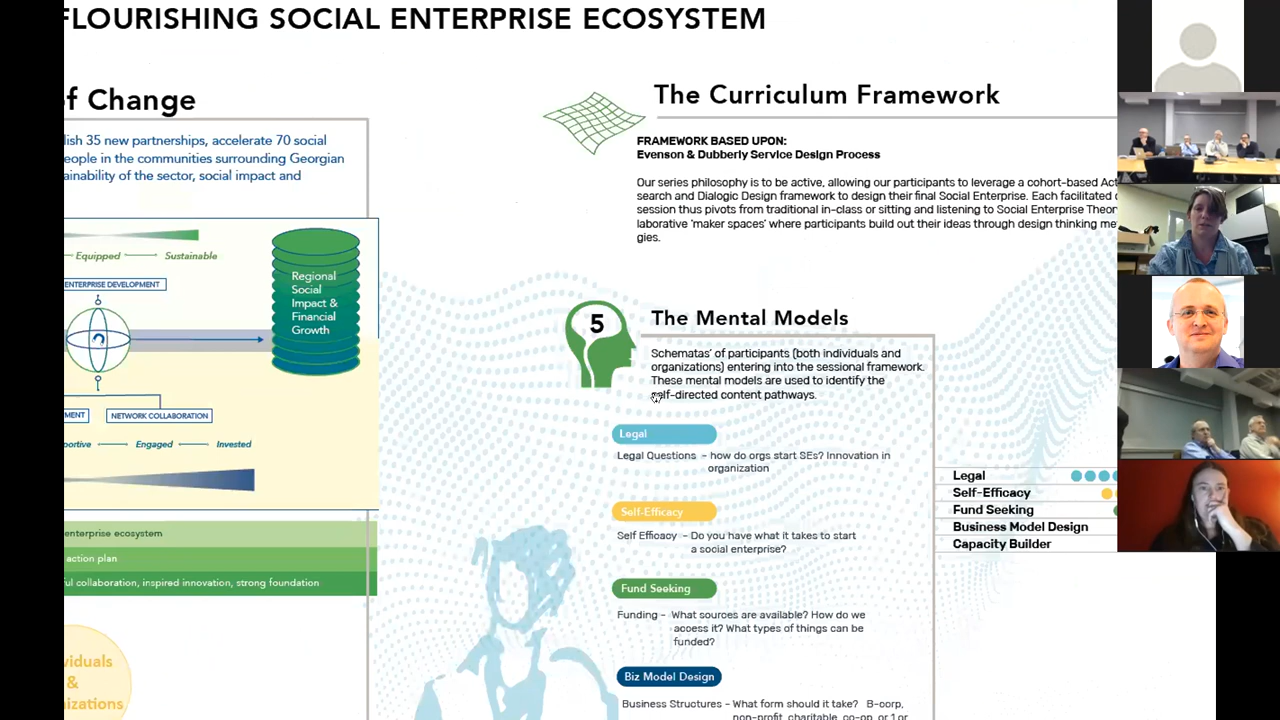 FLOURISHING SOCIAL ENTERPRISE ECOSYSTEM
of Change
lish 35 new partnerships, accelerate 70 social
eople in the communities surrounding Georgian
ainability of the sector, social impact and
Equipped
Sustainable
ENTERPRISE DEVELOPMENT
Regional
Social
Impact &
Financial
Growth
MENT
NETWORK COLLABORATION
portive
Engaged
Invested
enterprise ecosystem
action plan
ful collaboration, inspired innovation, strong foundation
viduals
&
nizations
The Curriculum Framework
FRAMEWORK BASED UPON:
Evenson & Dubberly Service Design Process
Our series philosophy is to be active, allowing our participants to leverage a cohort-based Act
search and Dialogic Design framework to design their final Social Enterprise. Each facilitated
session thus pivots from traditional in-class or sitting and listening to Social Enterprise Theor
laborative 'maker spaces' where participants build out their ideas through design thinking me
gies.
5
The Mental Models
Schematas' of participants (both individuals and
organizations) entering into the sessional framework.
These mental models are used to identify the
self-directed content pathways.
Legal
Legal Questions – how do orgs start SEs? Innovation in
organization
Self-Efficacy
Self Efficacy – Do you have what it takes to start
a social enterprise?
Fund Seeking
Funding – What sources are available? How do we
access it? What types of things can be
funded?
Biz Model Design
Business Structures – What form should it take? B-corp,
non-profit, charitable, co-op, or 1 or
Legal
Self-Efficacy
Fund Seeking
Business Model Design
Capacity Builder